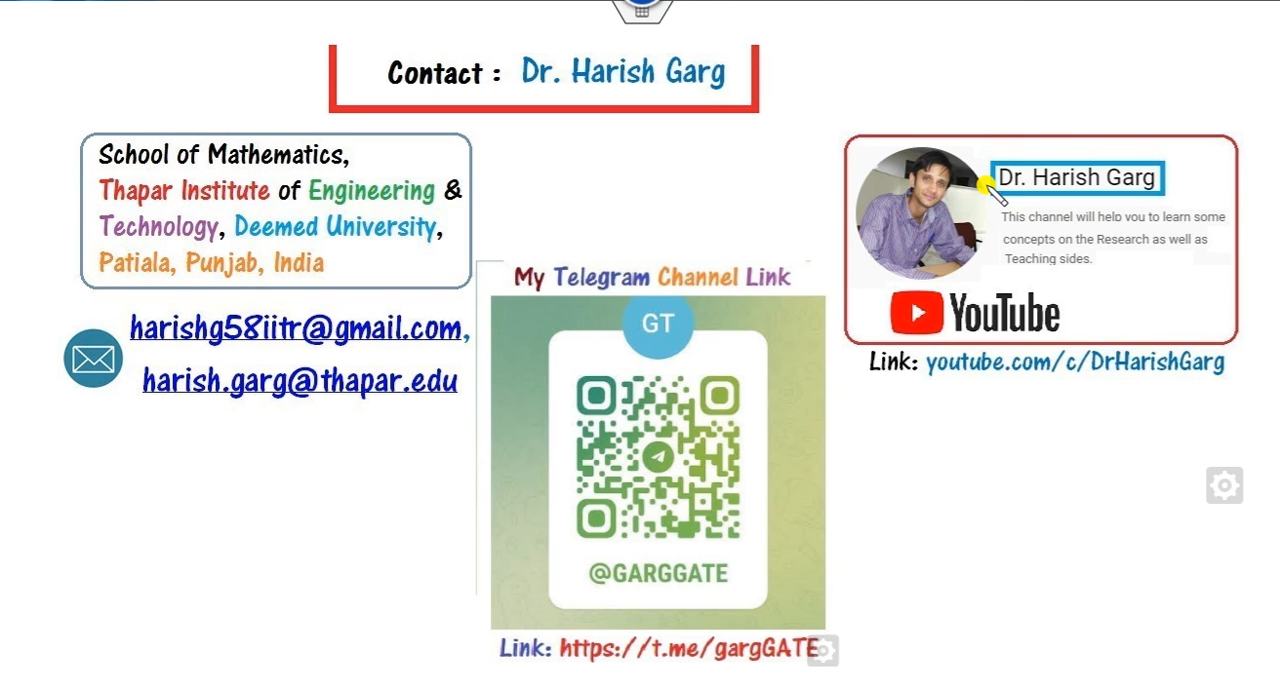 Contact : Dr. Harish Garg
School of Mathematics,
Thapar Institute of Engineering &
Technology, Deemed University,
Patiala, Punjab, India
harishg58iitr@gmail.com,
harish.garg@thapar.edu
My Telegram Channel Link
GT
@GARGGATE
Link: https://t.me/gargGATE
Dr. Harish Garg
This channel will help you to learn some
concepts on the Research as well as
Teaching sides.
YouTube
Link: youtube.com/c/DrHarishGarg